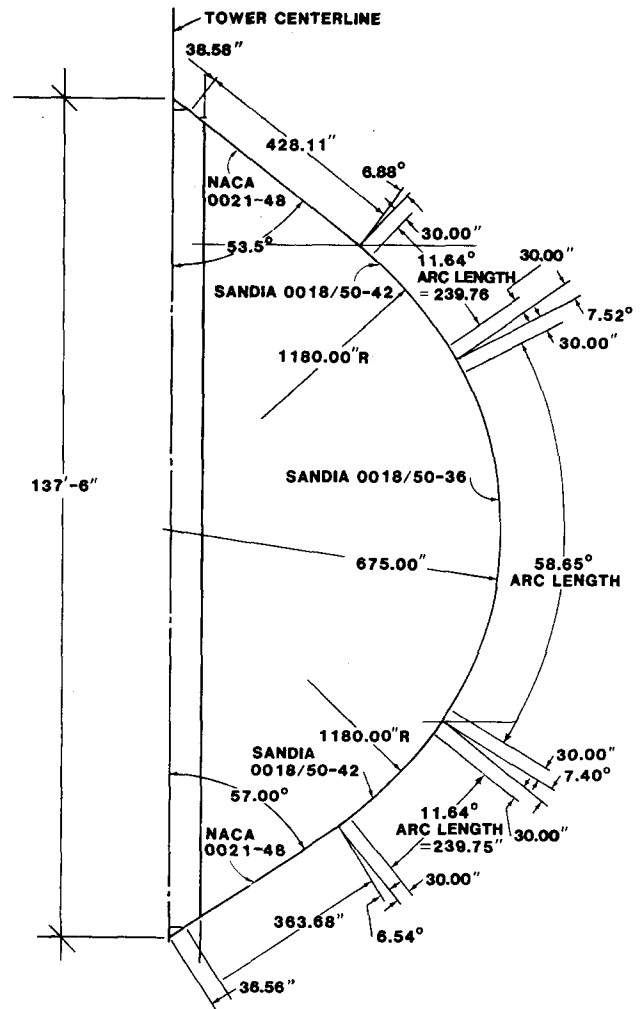 TOWER CENTERLINE
38.58"
428.11"
6.88°
NACA
0021-48
30.00"
53.5°
11.64°
ARC LENGTH
= 239.76
30.00"
SANDIA 0018/50-42
7.52°
30.00"
1180.00"R
SANDIA 0018/50-36
137'-6"
675.00"
58.65°
ARC LENGTH
1180.00"R
SANDIA
0018/50-42
30.00"
7.40°
57.00°
11.64°
ARC LENGTH
=239.75"
30.00"
NACA
0021-48
30.00"
363.68"
6.54°
36.56"